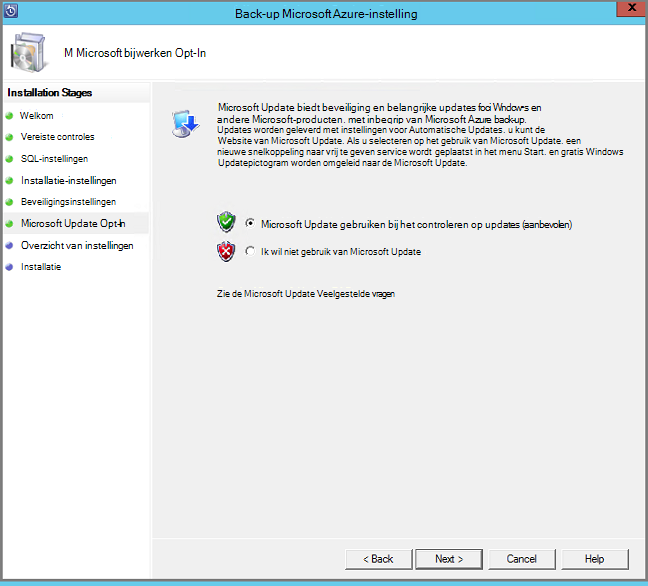 Back-up Microsoft Azure-instelling
X
M Microsoft bijwerken Opt-In
Installation Stages
Welkom
Vereiste controles
SQL-instellingen
Installatie-instellingen
Beveiligingsinstellingen
Microsoft Update Opt-In
Overzicht van instellingen
Installatie
Microsoft Update biedt beveiliging en belangrijke updates foci Windows en
andere Microsoft-producten. met inbeqrip van Microsoft Azure back-up.
Updates worden geleverd met instellingen voor Automatische Updates. u kunt de
Website van Microsoft Update. Als u selecteren op het gebruik van Microsoft Update. een
nieuwe snelkoppeling naar vrij te geven service wordt geplaatst in het menu Start. en gratis Windows
Updatepictogram worden omgeleid naar de Microsoft Update.
Microsoft Update gebruiken bij het controleren op updates (aanbevolen)
Ik wil niet gebruik van Microsoft Update
Zie de Microsoft Update Veelgestelde vragen
< Back
Next >
Cancel
Help